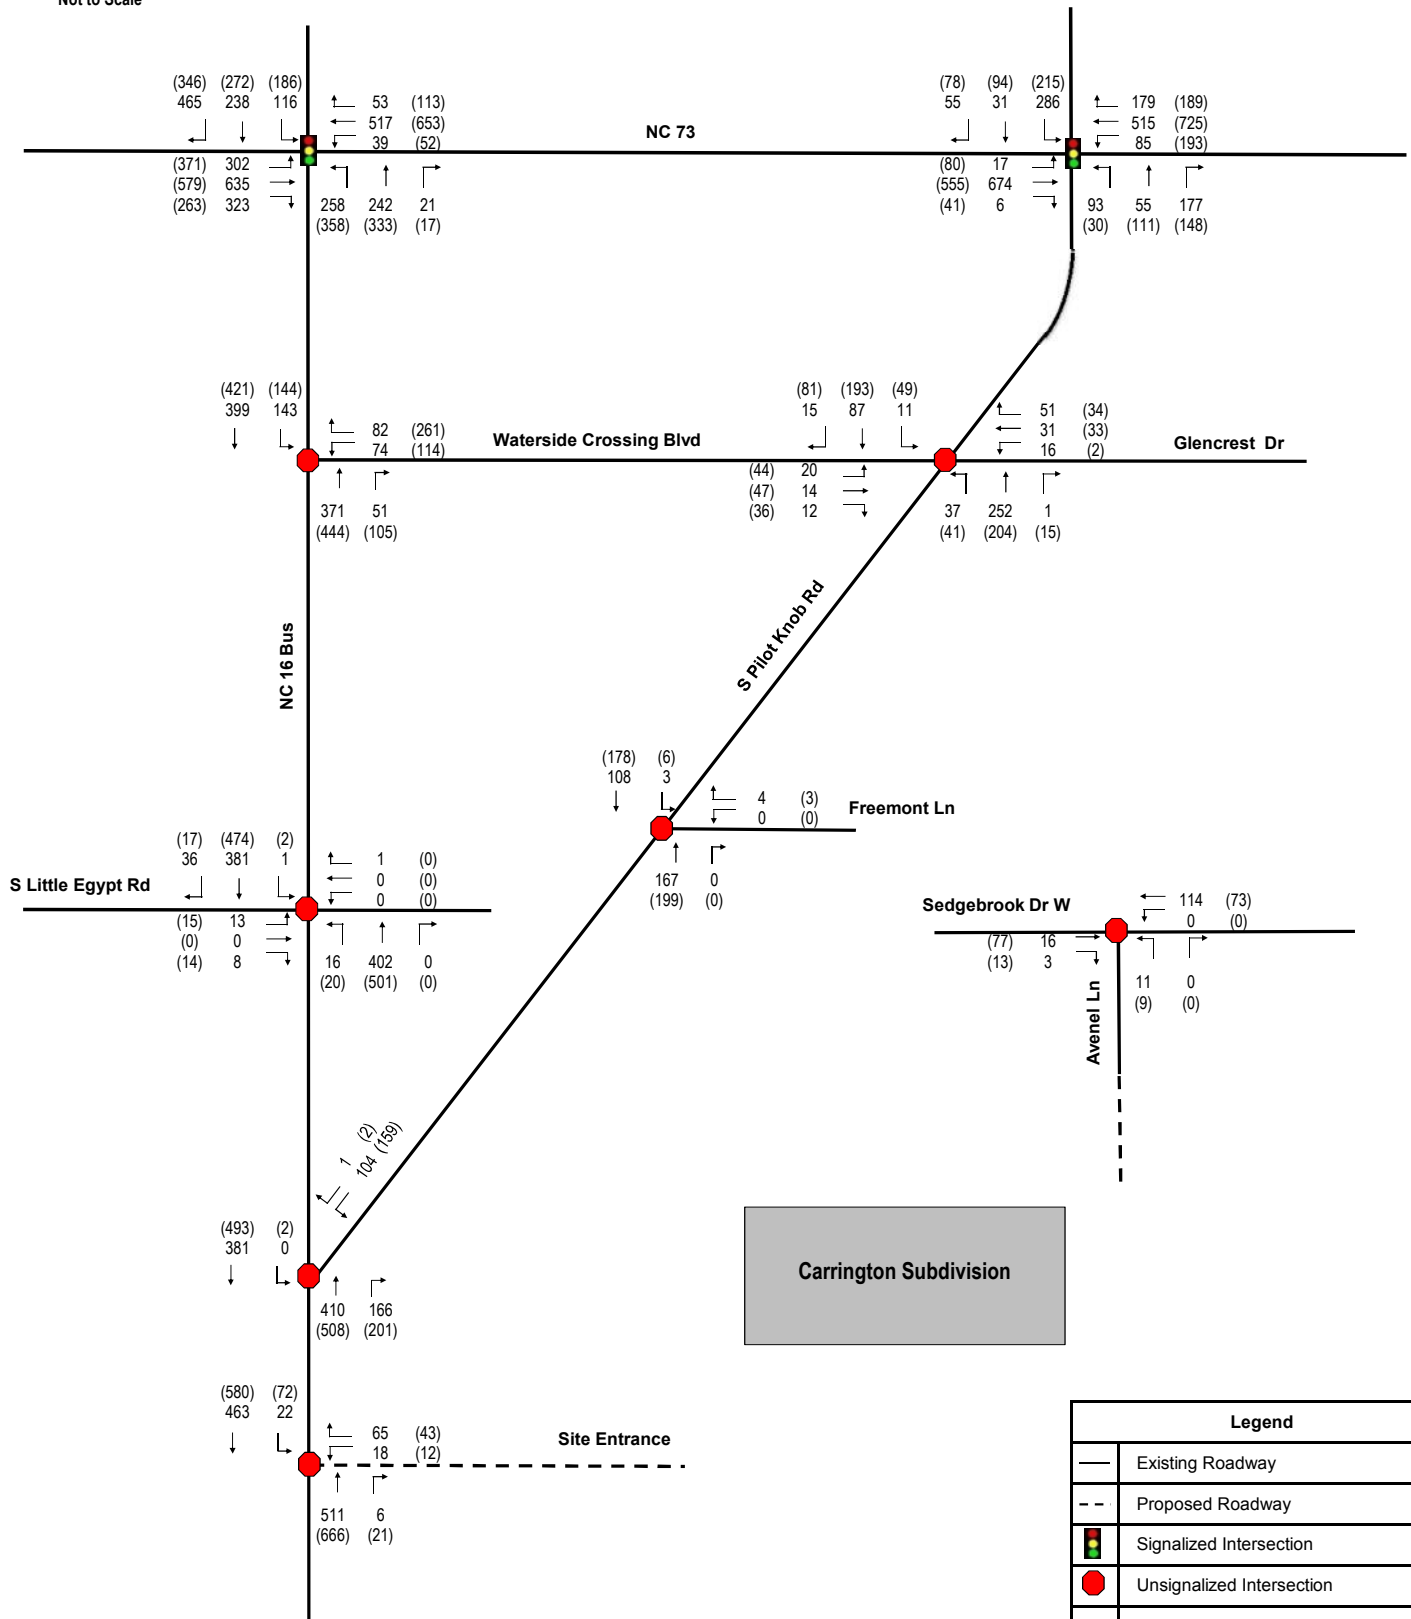 Not to Scale
(346) (272) (186)
465 238 116
53 (113)
517 (653)
39 (52)
(371) 302
(579) 635
(263) 323
258 242 21
(358) (333) (17)
NC 73
(78) (94) (215)
55 31 286
179 (189)
515 (725)
85 (193)
(80) 17
(555) 674
(41) 6
93 55 177
(30) (111) (148)
(421) (144)
399 143
82 (261)
74 (114)
371 51
(444) (105)
Waterside Crossing Blvd
(81) (193) (49)
15 87 11
51 (34)
31 (33)
16 (2)
Glencrest Dr
(44) 20
(47) 14
(36) 12
37 252 1
(41) (204) (15)
NC 16 Bus
S Pilot Knob Rd
(178) (6)
108 3
4 (3)
0 (0)
Freemont Ln
167 0
(199) (0)
(17) (474) (2)
36 381 1
1 (0)
0 (0)
0 (0)
S Little Egypt Rd
(15) 13
(0) 0
(14) 8
16 402 0
(20) (501) (0)
Sedgebrook Dr W
114 (73)
0 (0)
(77) 16
(13) 3
11 0
(9) (0)
Avenel Ln
1 (2)
104 (159)
(493) (2)
381 0
410 166
(508) (201)
Carrington Subdivision
(580) (72)
463 22
65 (43)
18 (12)
Site Entrance
511 6
(666) (21)
Legend
Existing Roadway
Proposed Roadway
Signalized Intersection
Unsignalized Intersection